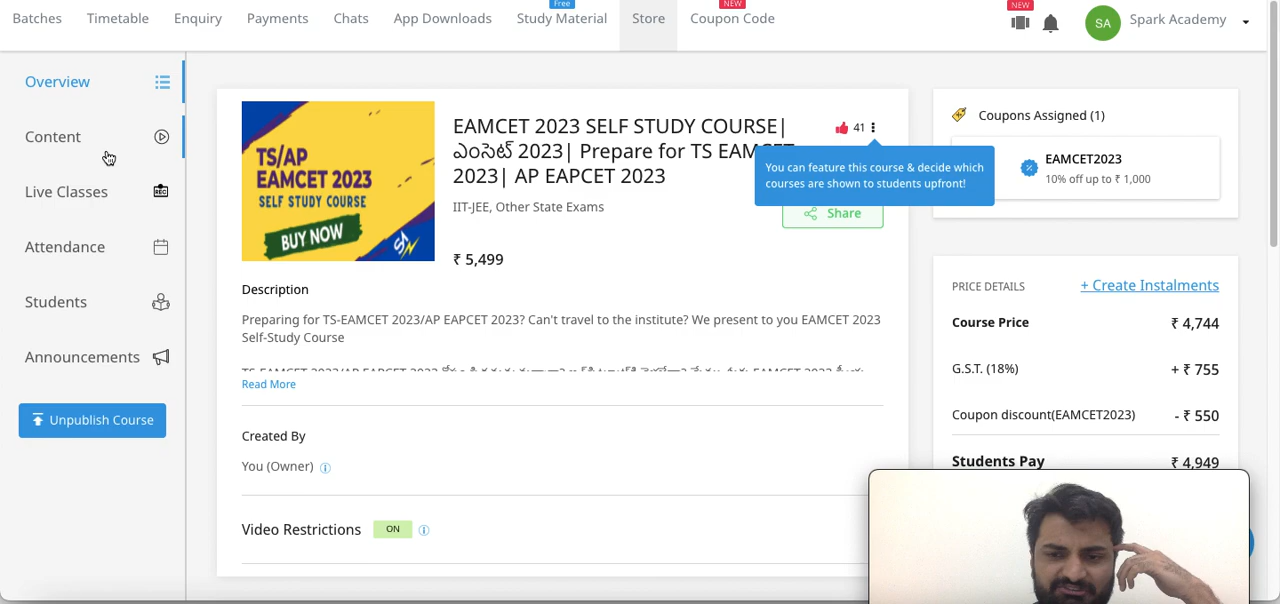 Batches Timetable Enquiry Payments Chats App Downloads Free Study Material Store NEW Coupon Code NEW SA Spark Academy
Overview
Content
Live Classes
REC
Attendance
Students
Announcements
Unpublish Course
TS/AP
EAMCET 2023
SELF STUDY COURSE
BUY NOW
EAMCET 2023 SELF STUDY COURSE|
ఎంసెట్ 2023| Prepare for TS EAMCET
2023| AP EAPCET 2023
41
You can feature this course & decide which
courses are shown to students upfront!
IIT-JEE, Other State Exams
Share
₹ 5,499
Description
Preparing for TS-EAMCET 2023/AP EAPCET 2023? Can't travel to the institute? We present to you EAMCET 2023
Self-Study Course
Read More
Created By
You (Owner)
Video Restrictions ON
Coupons Assigned (1)
EAMCET2023
10% off up to ₹ 1,000
PRICE DETAILS + Create Instalments
Course Price ₹ 4,744
G.S.T. (18%) + ₹ 755
Coupon discount(EAMCET2023) - ₹ 550
Students Pay ₹ 4,949